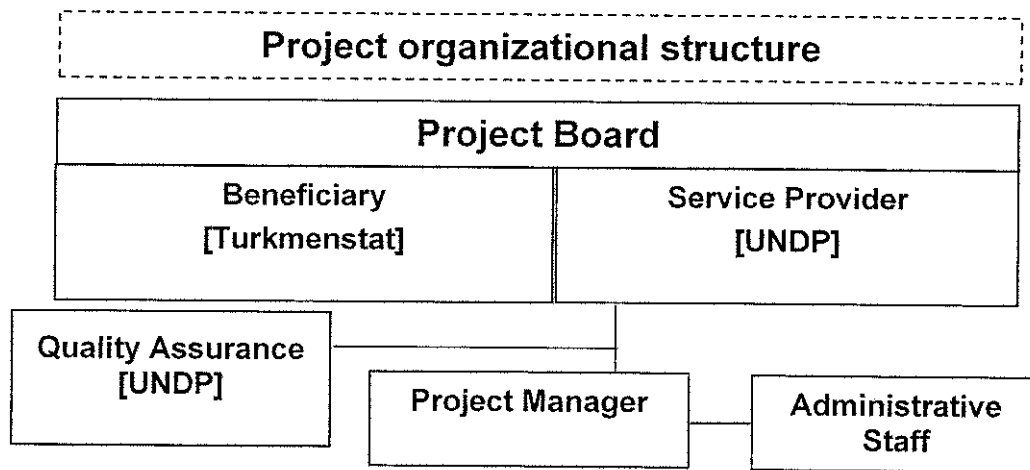 Project organizational structure
Project Board
Beneficiary
[Turkmenstat]
Service Provider
[UNDP]
Quality Assurance
[UNDP]
Project Manager
Administrative
Staff